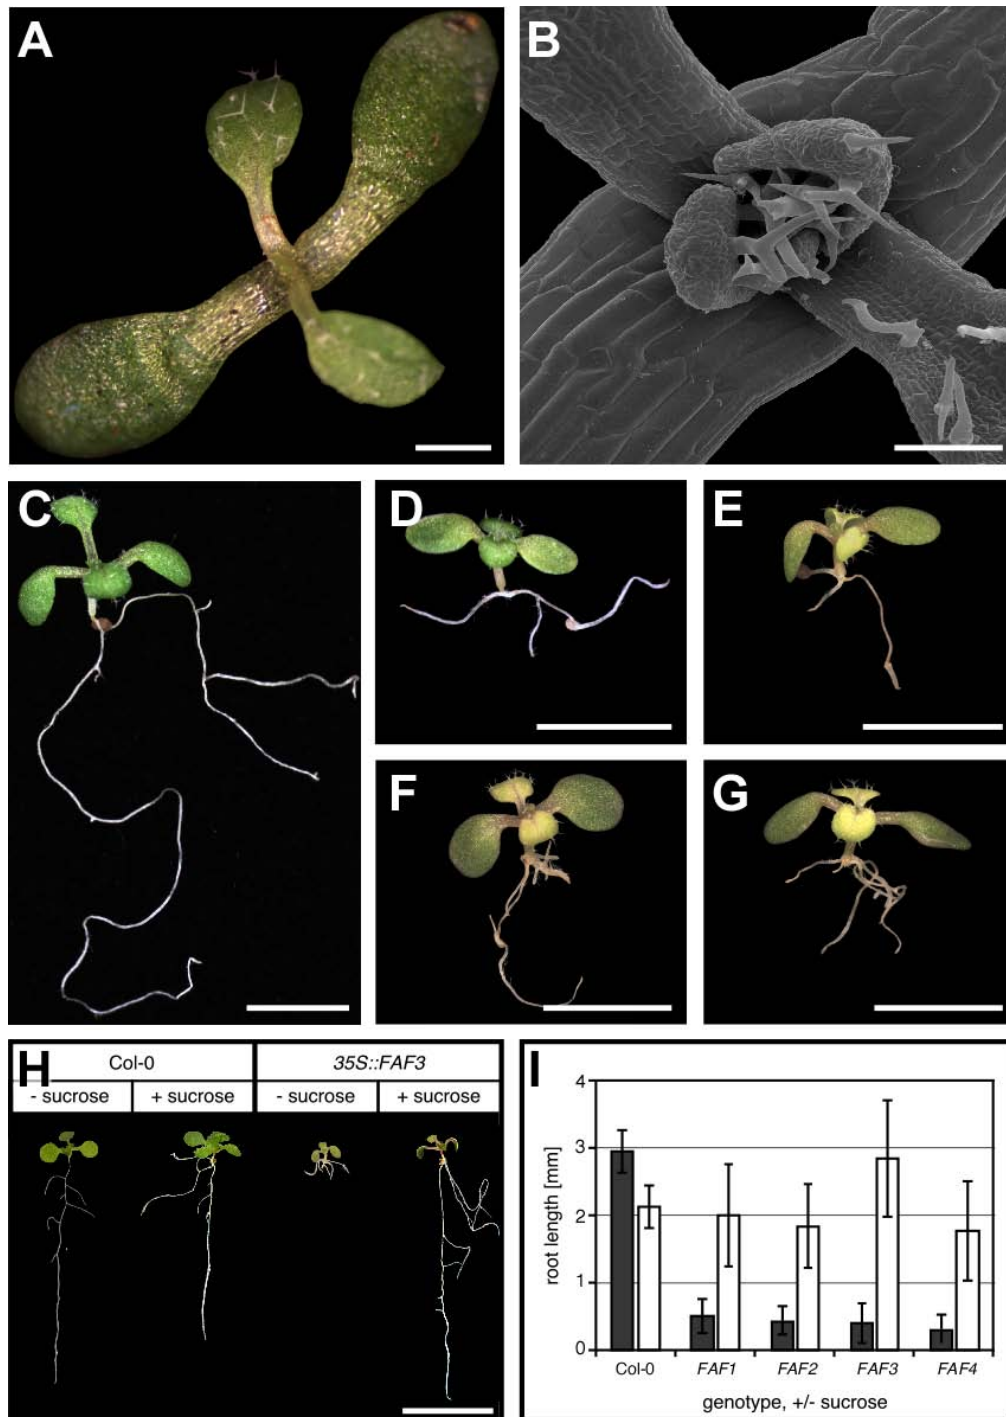 A
B
C
D
E
F
G
H
Col-0
35S::FAF3
- sucrose
+ sucrose
- sucrose
+ sucrose
I
root length [mm]
4
3
2
1
0
Col-0
FAF1
FAF2
FAF3
FAF4
genotype, +/- sucrose